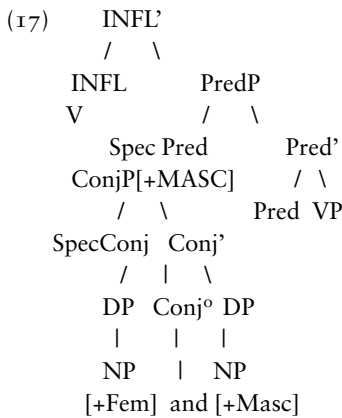 (17) INFL’
/ \
INFL PredP
V / \
Spec Pred Pred’
ConjP[+MASC] / \
/ \ Pred VP
SpecConj Conj’
/ | \
DP Conjº DP
| | |
NP | NP
[+Fem] and [+Masc]